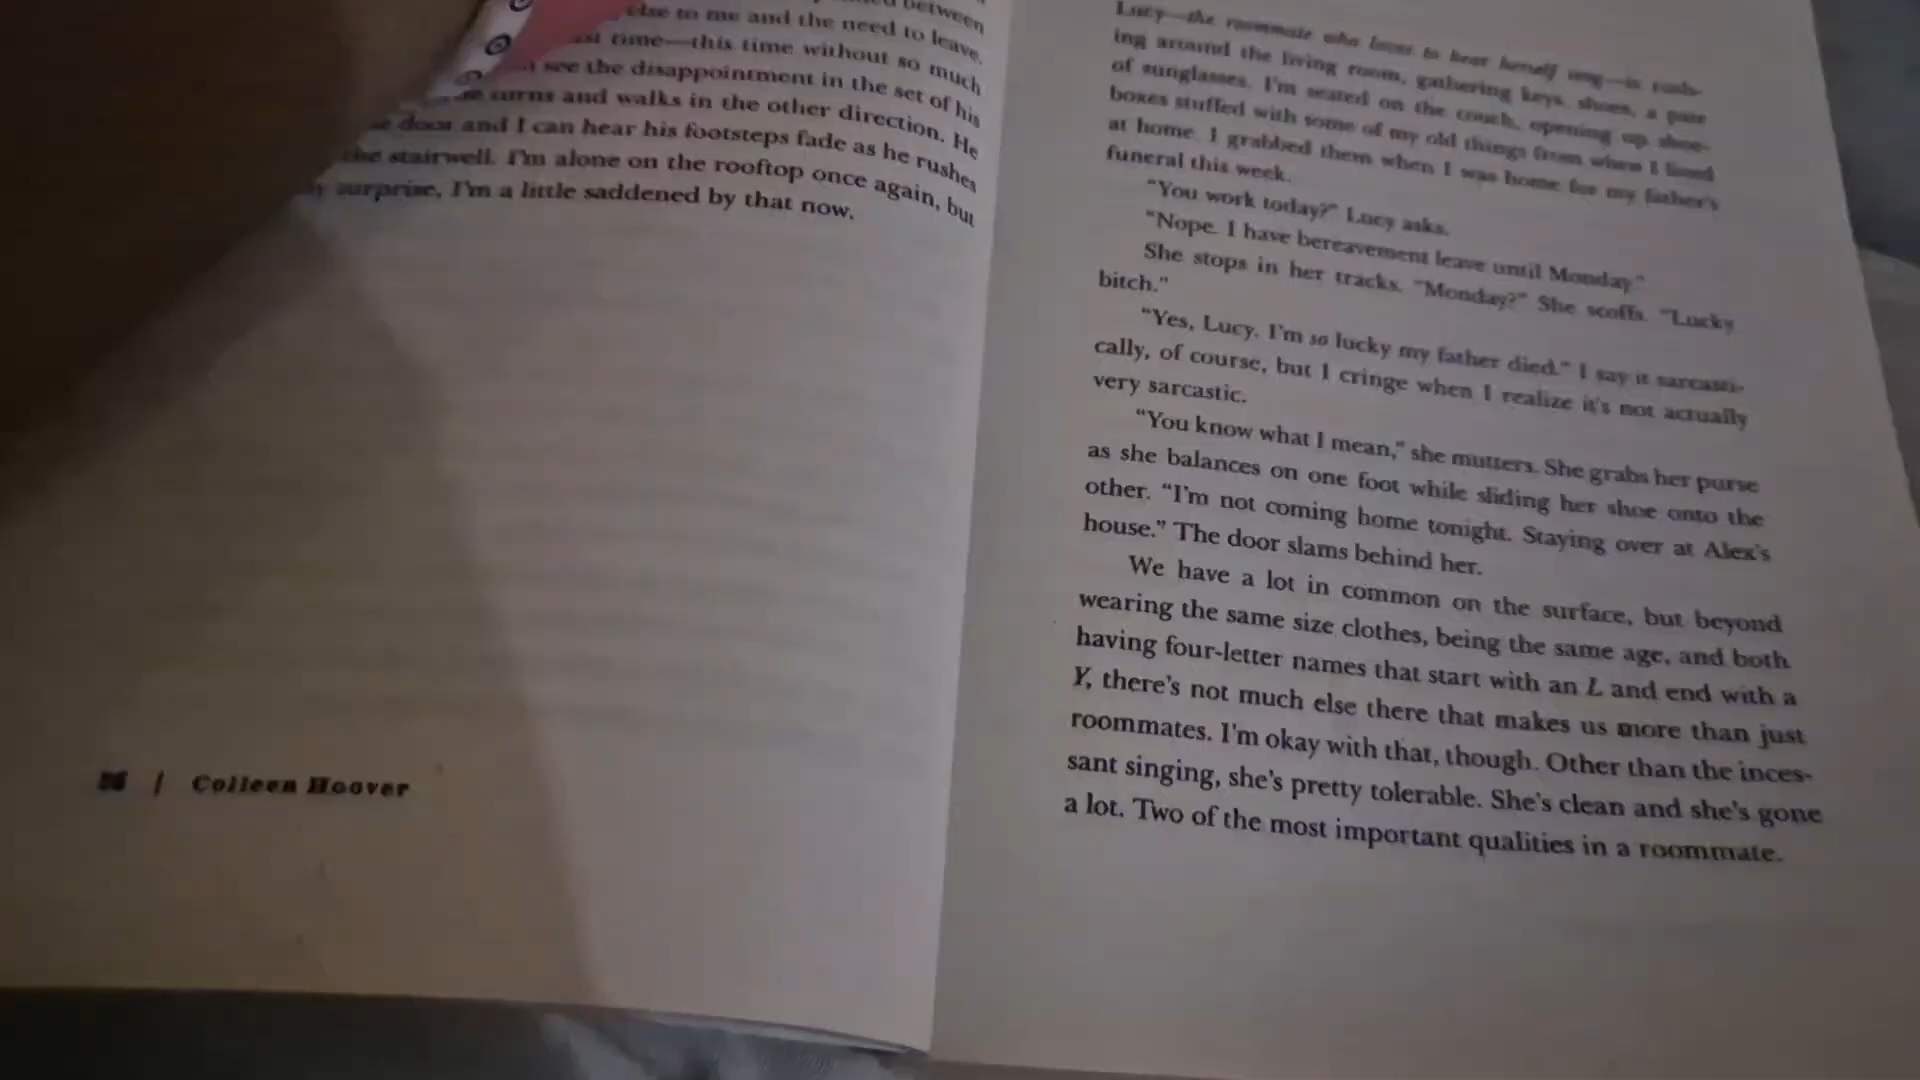 between
else to me and the need to leave.
time—this time without so much
see the disappointment in the set of his
turns and walks in the other direction. He
door and I can hear his footsteps fade as he rushes
the stairwell. I'm alone on the rooftop once again, but
surprise, I'm a little saddened by that now.
| Colleen Hoover
Lucy—the roommate who loves to hear herself sing—is rush-
ing around the living room, gathering keys, shoes, a pair
of sunglasses. I'm seated on the couch, opening up shoe-
boxes stuffed with some of my old things from when I lived
at home. I grabbed them when I was home for my father's
funeral this week.
"You work today?" Lucy asks.
"Nope. I have bereavement leave until Monday."
She stops in her tracks. "Monday?" She scoffs. "Lucky
bitch."
"Yes, Lucy. I'm so lucky my father died." I say it sarcasti-
cally, of course, but I cringe when I realize it's not actually
very sarcastic.
"You know what I mean," she mutters. She grabs her purse
as she balances on one foot while sliding her shoe onto the
other. "I'm not coming home tonight. Staying over at Alex's
house." The door slams behind her.
We have a lot in common on the surface, but beyond
wearing the same size clothes, being the same age, and both
having four-letter names that start with an L and end with a
Y, there's not much else there that makes us more than just
roommates. I'm okay with that, though. Other than the inces-
sant singing, she's pretty tolerable. She's clean and she's gone
a lot. Two of the most important qualities in a roommate.